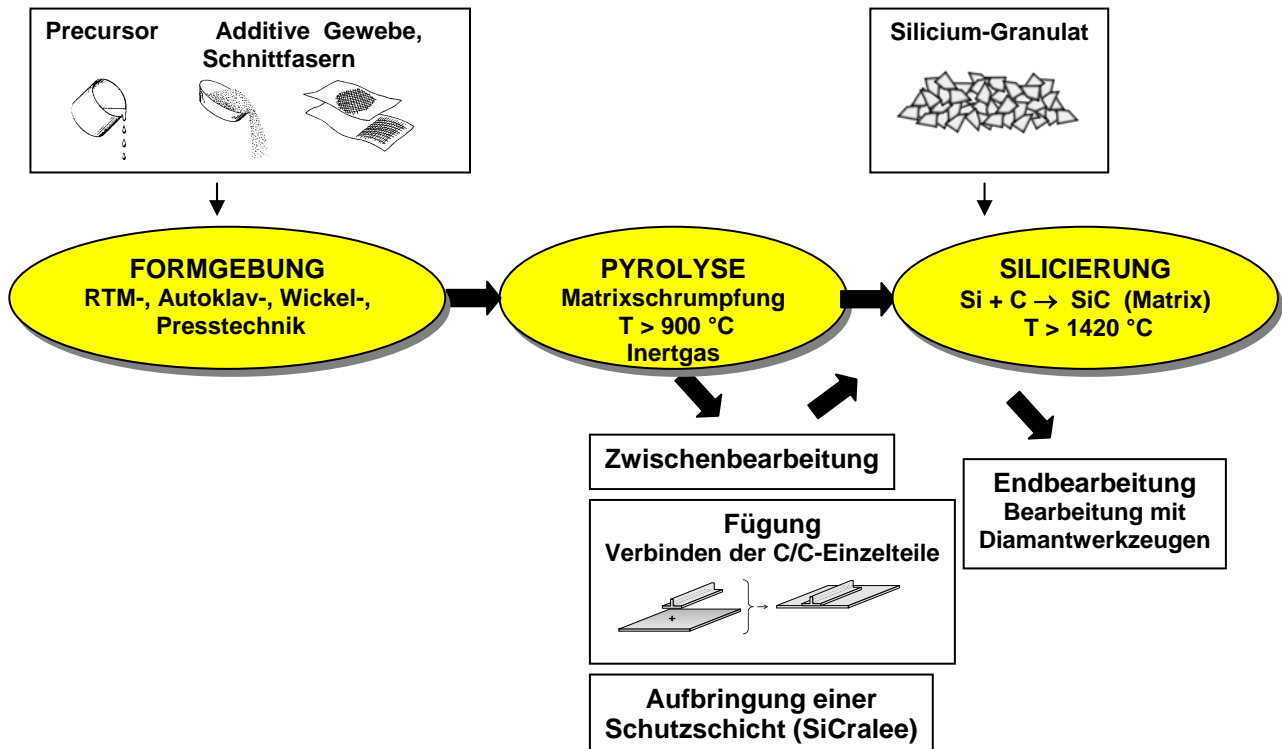 Precursor Additive Gewebe,
Schnittfasern
Silicium-Granulat
FORMGEBUNG
RTM-, Autoklav-, Wickel-,
Presstechnik
PYROLYSE
Matrixschrumpfung
T > 900 °C
Inertgas
SILICIERUNG
Si + C → SiC (Matrix)
T > 1420 °C
Zwischenbearbeitung
Fügung
Verbinden der C/C-Einzelteile
Aufbringung einer
Schutzschicht (SiCralee)
Endbearbeitung
Bearbeitung mit
Diamantwerkzeugen